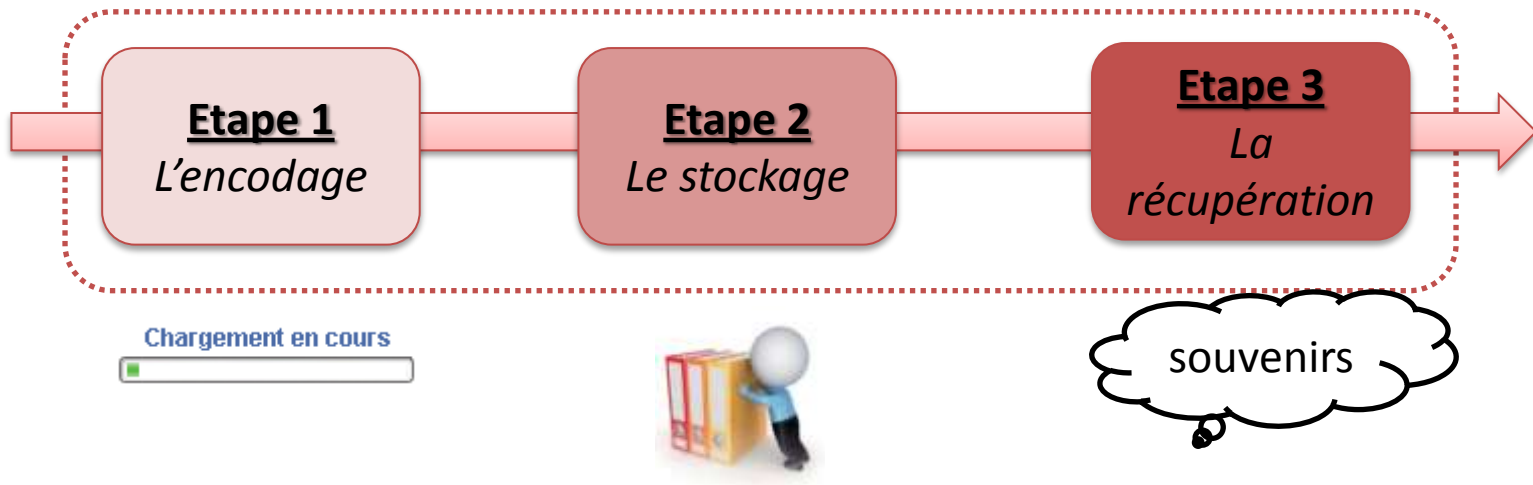 Etape 1
L’encodage
Etape 2
Le stockage
Etape 3
La
récupération
Chargement en cours
souvenirs